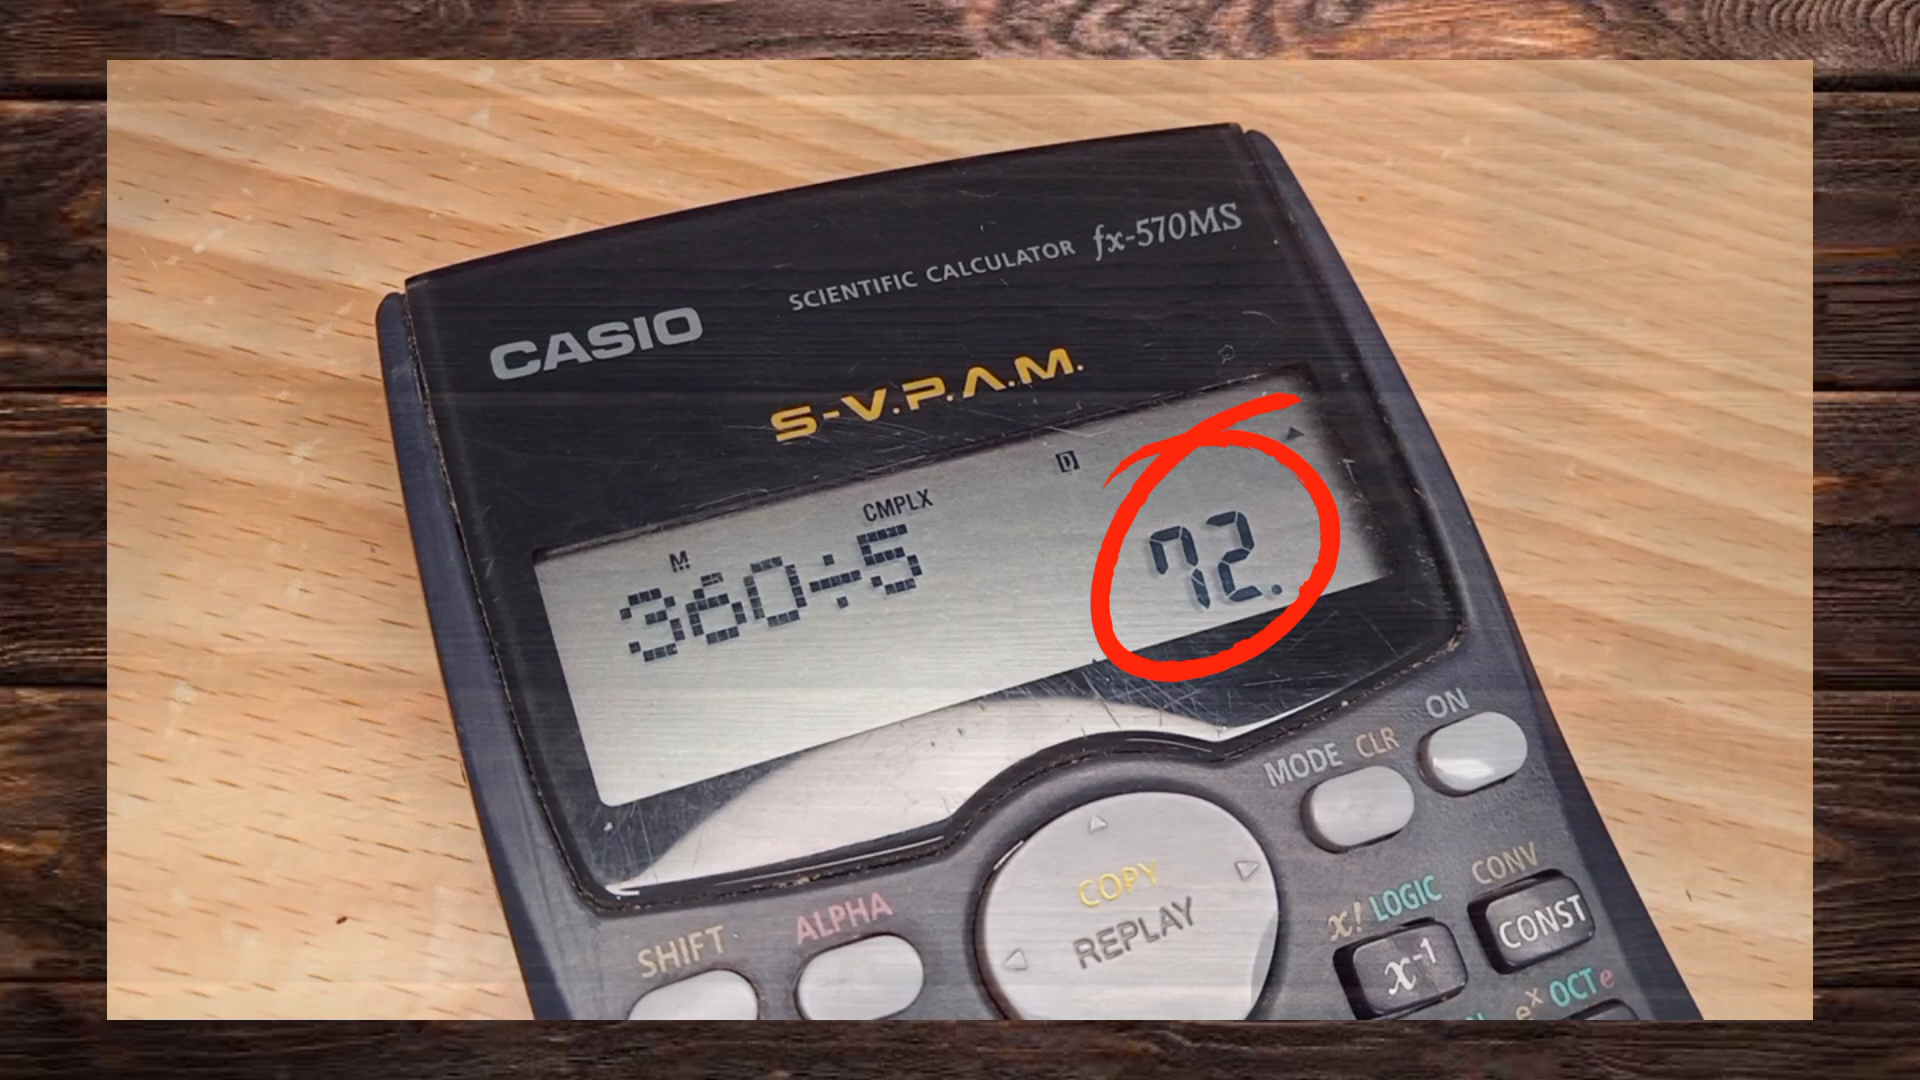 SCIENTIFIC CALCULATOR fx-570MS
CASIO
S-V.P.A.M.
M CMPLX D
360÷5
72.
ON
MODE CLR
COPY
REPLAY
SHIFT
ALPHA
x! LOGIC
CONV
x⁻¹
CONST
eˣ OCT e